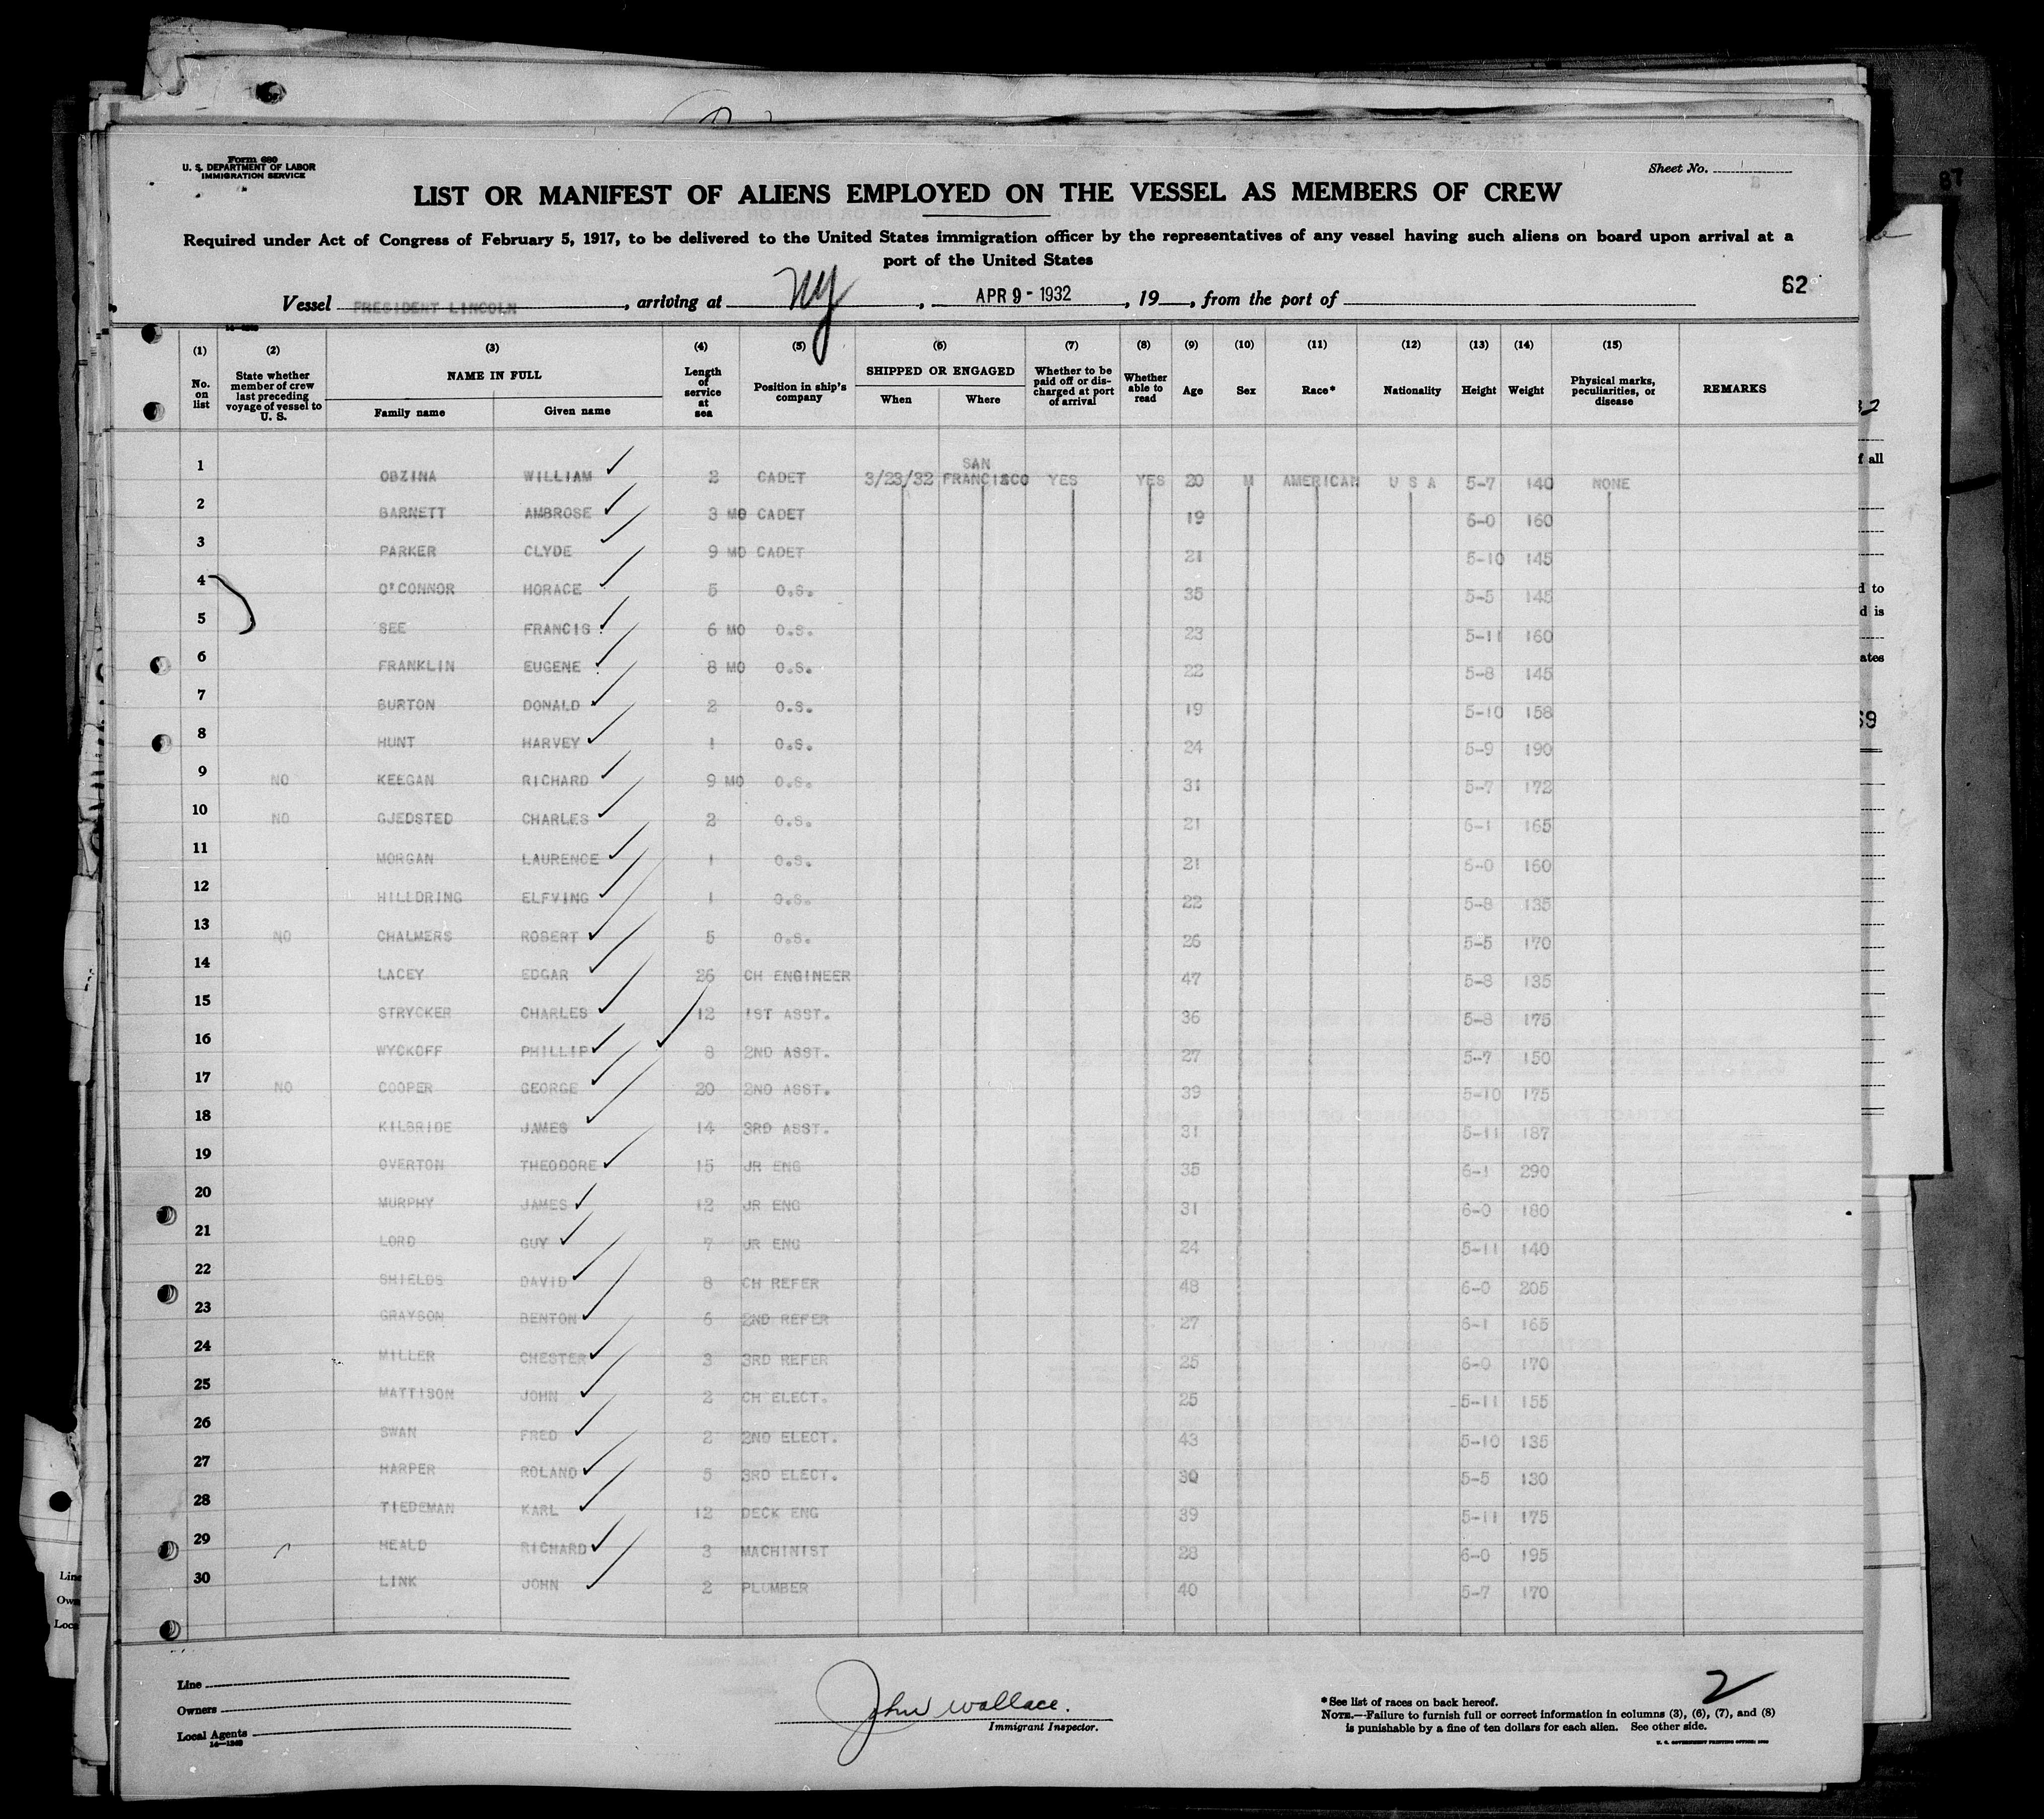 Form 680
U. S. DEPARTMENT OF LABOR
IMMIGRATION SERVICE
Sheet No.
LIST OR MANIFEST OF ALIENS EMPLOYED ON THE VESSEL AS MEMBERS OF CREW
Required under Act of Congress of February 5, 1917, to be delivered to the United States immigration officer by the representatives of any vessel having such aliens on board upon arrival at a
port of the United States
62
Vessel PRESIDENT LINCOLN, arriving at NY, APR 9 - 1932, 19, from the port of
(1) (2) (3) (4) (5) (6) (7) (8) (9) (10) (11) (12) (13) (14) (15)
No. on list State whether member of crew last preceding voyage of vessel to U. S. NAME IN FULL Family name Given name Length of service at sea Position in ship's company SHIPPED OR ENGAGED When Where Whether to be paid off or discharged at port of arrival Whether able to read Age Sex Race* Nationality Height Weight Physical marks, peculiarities, or disease REMARKS
1 OBZINA WILLIAM 2 CADET 3/23/32 SAN FRANCISCO YES YES 20 M AMERICAN U S A 5-7 140 NONE
2 BARNETT AMBROSE 3 MO CADET 19 6-0 160
3 PARKER CLYDE 9 MO CADET 21 5-10 145
4 O'CONNOR HORACE 5 O.S. 35 5-5 145
5 SEE FRANCIS 6 MO O.S. 23 5-11 160
6 FRANKLIN EUGENE 8 MO O.S. 22 5-8 145
7 BURTON DONALD 2 O.S. 19 5-10 158
8 HUNT HARVEY 1 O.S. 24 5-9 190
9 NO KEEGAN RICHARD 9 MO O.S. 31 5-7 172
10 NO GJEDSTED CHARLES 2 O.S. 21 6-1 165
11 MORGAN LAURENCE 1 O.S. 21 6-0 160
12 HILLDRING ELFVING 1 O.S. 22 5-8 135
13 NO CHALMERS ROBERT 5 O.S. 26 5-5 170
14 LACEY EDGAR 26 CH ENGINEER 47 5-8 135
15 STRYCKER CHARLES 12 1ST ASST. 36 5-8 175
16 WYCKOFF PHILLIP 8 2ND ASST. 27 5-7 150
17 NO COOPER GEORGE 20 2ND ASST. 39 5-10 175
18 KILBRIDE JAMES 14 3RD ASST. 31 5-11 187
19 OVERTON THEODORE 15 JR ENG 35 6-1 290
20 MURPHY JAMES 12 JR ENG 31 6-0 180
21 LORD GUY 7 JR ENG 24 5-11 140
22 SHIELDS DAVID 8 CH REFER 48 6-0 205
23 GRAYSON BENTON 6 2ND REFER 27 6-1 165
24 MILLER CHESTER 3 3RD REFER 25 6-0 170
25 MATTISON JOHN 2 CH ELECT. 25 5-11 155
26 SWAN FRED 2 2ND ELECT. 43 5-10 135
27 HARPER ROLAND 5 3RD ELECT. 30 5-5 130
28 TIEDEMAN KARL 12 DECK ENG 39 5-11 175
29 HEALD RICHARD 3 MACHINIST 28 6-0 195
30 LINK JOHN 2 PLUMBER 40 5-7 170
Line
Owners
Local Agents
14—1240
John Wallace.
Immigrant Inspector.
2
*See list of races on back hereof.
NOTE.—Failure to furnish full or correct information in columns (3), (6), (7), and (8)
is punishable by a fine of ten dollars for each alien. See other side.
U. S. GOVERNMENT PRINTING OFFICE